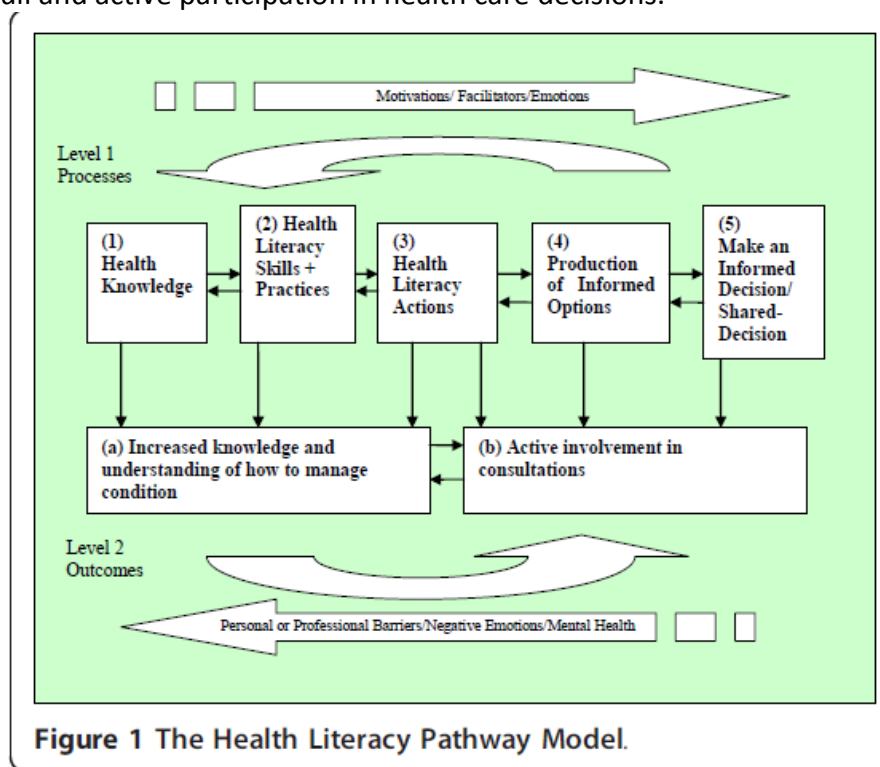 and active participation in health care decisions.
Motivations/ Facilitators/Emotions
Level 1
Processes
(1)
Health
Knowledge
(2) Health
Literacy
Skills +
Practices
(3)
Health
Literacy
Actions
(4)
Production
of Informed
Options
(5)
Make an
Informed
Decision/
Shared-
Decision
(a) Increased knowledge and
understanding of how to manage
condition
(b) Active involvement in
consultations
Level 2
Outcomes
Personal or Professional Barriers/Negative Emotions/Mental Health
Figure 1 The Health Literacy Pathway Model.